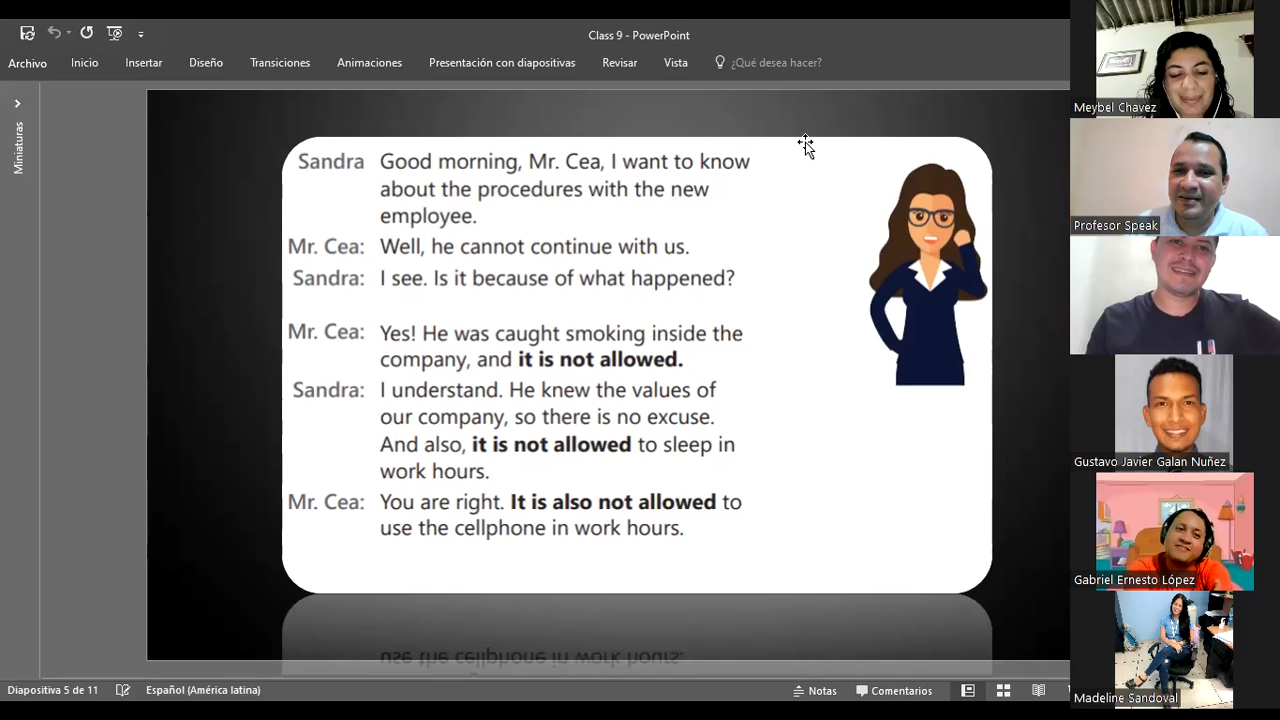 Class 9 - PowerPoint
Archivo Inicio Insertar Diseño Transiciones Animaciones Presentación con diapositivas Revisar Vista ¿Qué desea hacer?
Miniaturas
Sandra Good morning, Mr. Cea, I want to know
about the procedures with the new
employee.
Mr. Cea: Well, he cannot continue with us.
Sandra: I see. Is it because of what happened?
Mr. Cea: Yes! He was caught smoking inside the
company, and it is not allowed.
Sandra: I understand. He knew the values of
our company, so there is no excuse.
And also, it is not allowed to sleep in
work hours.
Mr. Cea: You are right. It is also not allowed to
use the cellphone in work hours.
use the cellphone in work hours.
Diapositiva 5 de 11 Español (América latina) Notas Comentarios
Meybel Chavez
Profesor Speak
Gustavo Javier Galan Nuñez
Gabriel Ernesto López
Madeline Sandoval